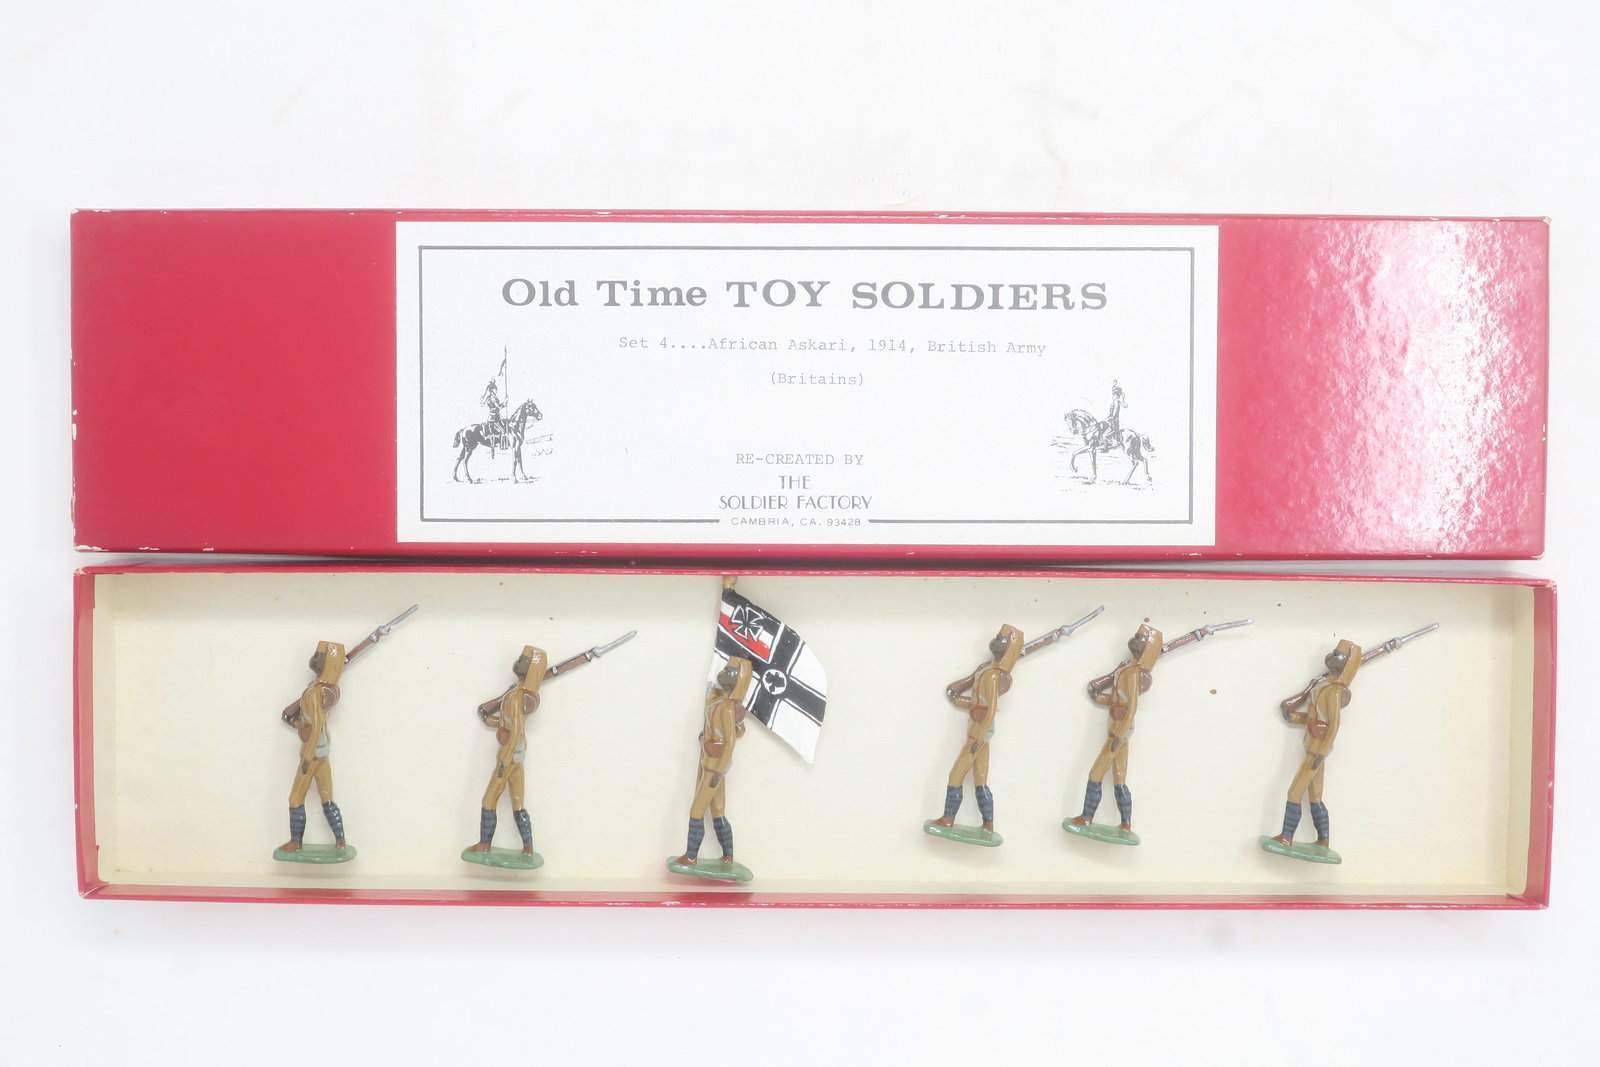 Old Time TOY SOLDIERS
Set 4....African Askari, 1914, British Army
(Britains)
RE-CREATED BY
THE
SOLDIER FACTORY
CAMBRIA, CA. 93428